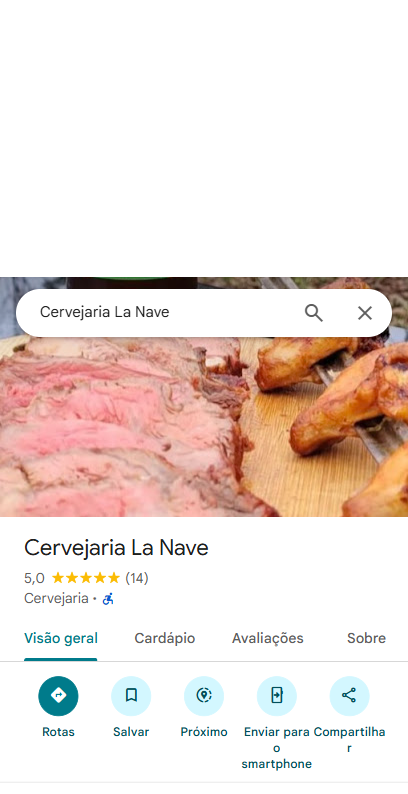 Cervejaria La Nave
Cervejaria La Nave
5,0 (14)
Cervejaria •
Visão geral Cardápio Avaliações Sobre
Rotas Salvar Próximo Enviar para o smartphone Compartilhar